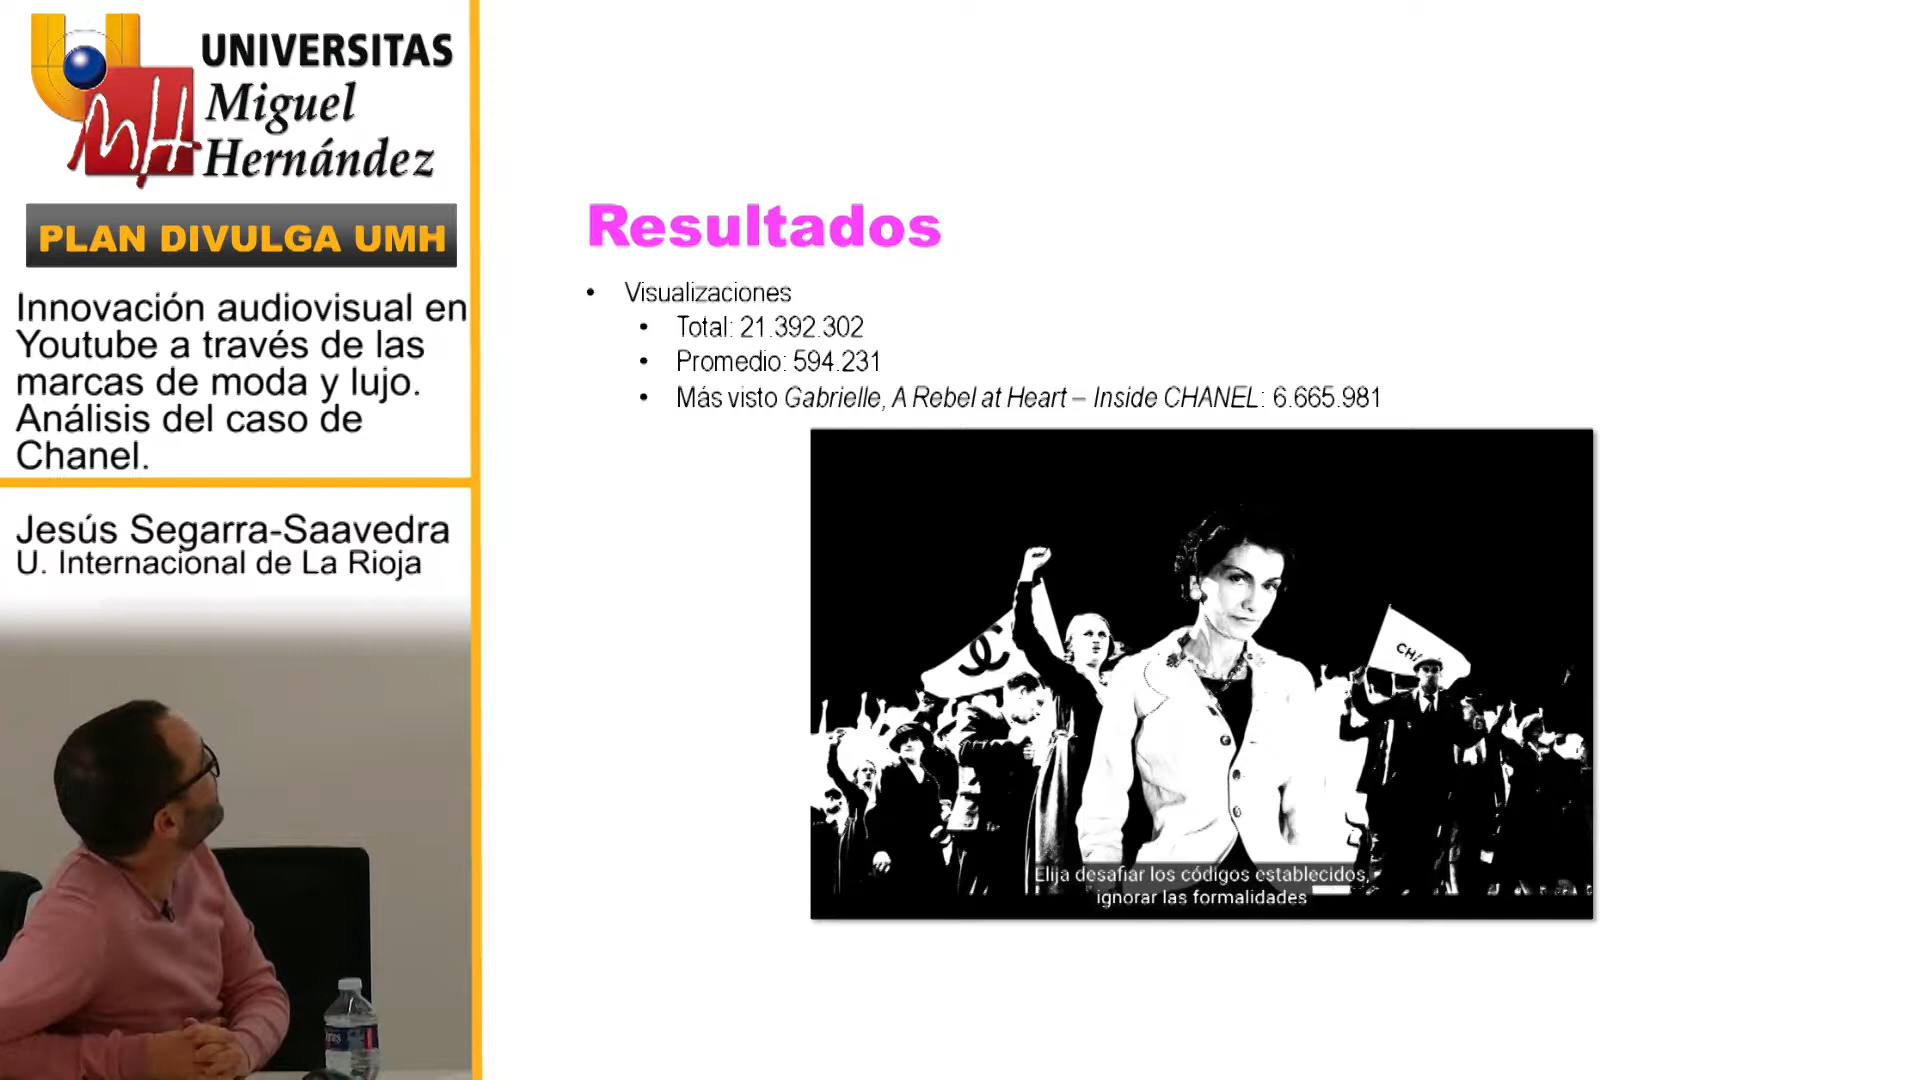 UNIVERSITAS
Miguel
Hernández
PLAN DIVULGA UMH
Innovación audiovisual en
Youtube a través de las
marcas de moda y lujo.
Análisis del caso de
Chanel.
Jesús Segarra-Saavedra
U. Internacional de La Rioja
Resultados
• Visualizaciones
• Total: 21.392.302
• Promedio: 594.231
• Más visto Gabrielle, A Rebel at Heart – Inside CHANEL: 6.665.981
CHA
Elija desafiar los códigos establecidos,
ignorar las formalidades